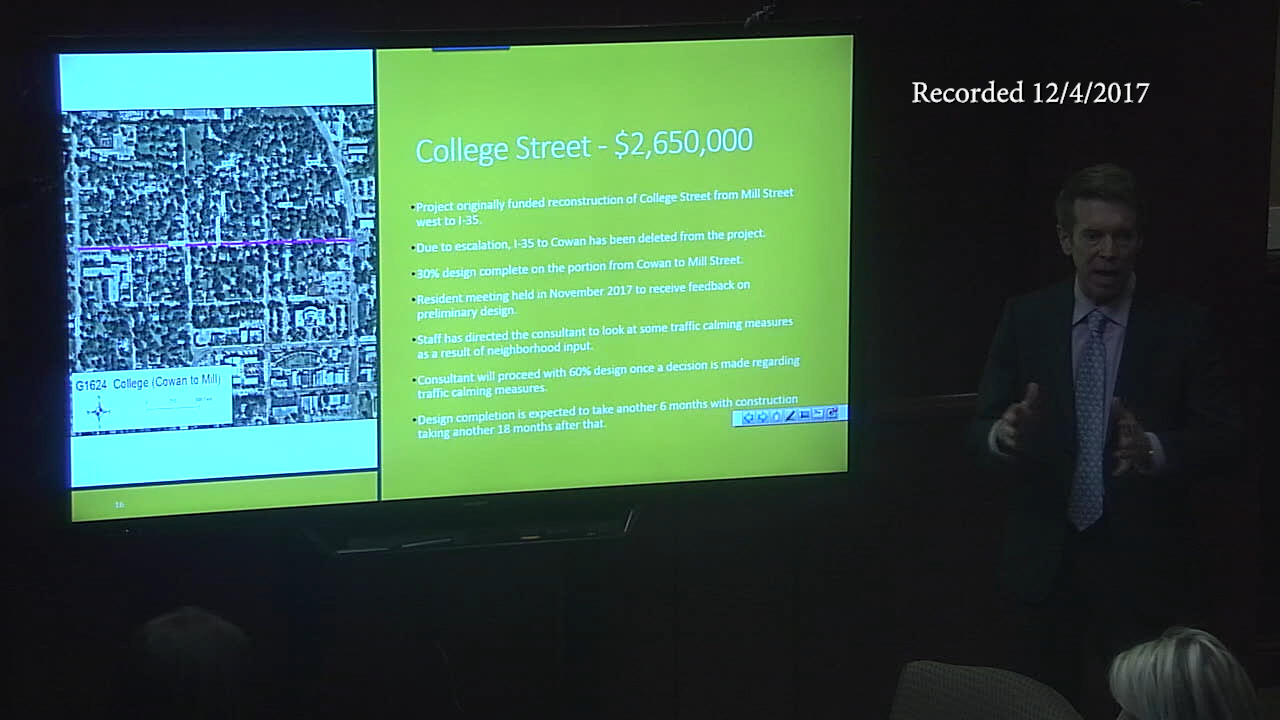 Recorded 12/4/2017
College Street - $2,650,000
•Project originally funded reconstruction of College Street from Mill Street
west to I-35.
•Due to escalation, I-35 to Cowan has been deleted from the project.
•30% design complete on the portion from Cowan to Mill Street.
•Resident meeting held in November 2017 to receive feedback on
preliminary design.
•Staff has directed the consultant to look at some traffic calming measures
as a result of neighborhood input.
•Consultant will proceed with 60% design once a decision is made regarding
traffic calming measures.
•Design completion is expected to take another 6 months with construction
taking another 18 months after that.
G1624 College (Cowan to Mill)
16